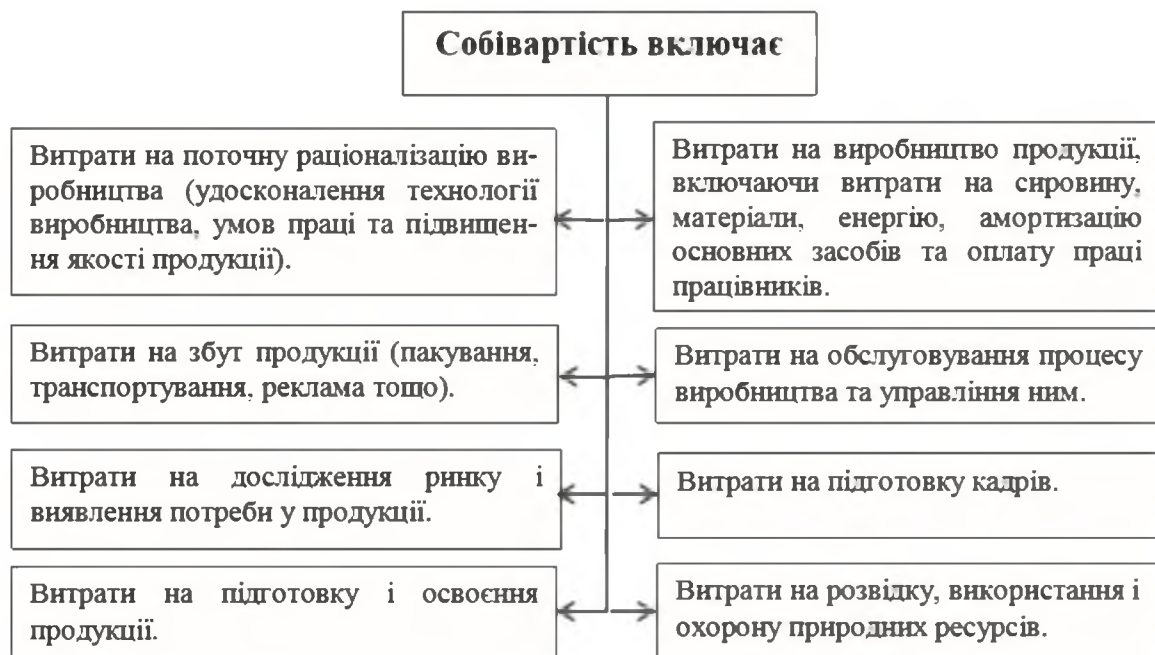 Собівартість включає
Витрати на поточну раціоналізацію ви-
робництва (удосконалення технології
виробництва, умов праці та підвищен-
ня якості продукції).
Витрати на виробництво продукції,
включаючи витрати на сировину,
матеріали, енергію, амортизацію
основних засобів та оплату праці
працівників.
Витрати на збут продукції (пакування,
транспортування, реклама тощо).
Витрати на обслуговування процесу
виробництва та управління ним.
Витрати на дослідження ринку і
виявлення потреби у продукції.
Витрати на підготовку кадрів.
Витрати на підготовку і освоєння
продукції.
Витрати на розвідку, використання і
охорону природних ресурсів.